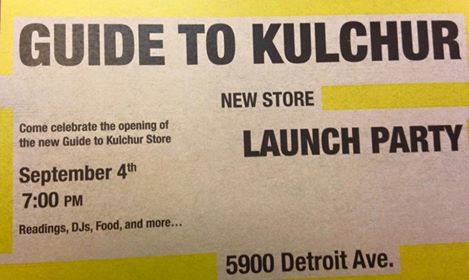 GUIDE TO KULCHUR
NEW STORE
LAUNCH PARTY
Come celebrate the opening of
the new Guide to Kulchur Store
September 4th
7:00 PM
Readings, DJs, Food, and more...
5900 Detroit Ave.